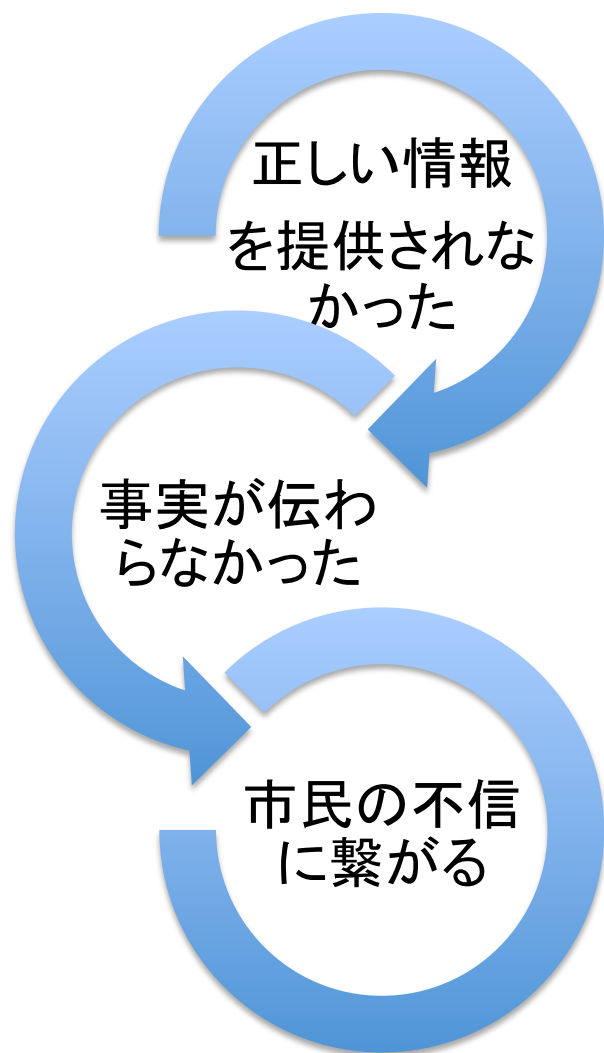 正しい情報
を提供されな
かった
事実が伝わ
らなかった
市民の不信
に繋がる